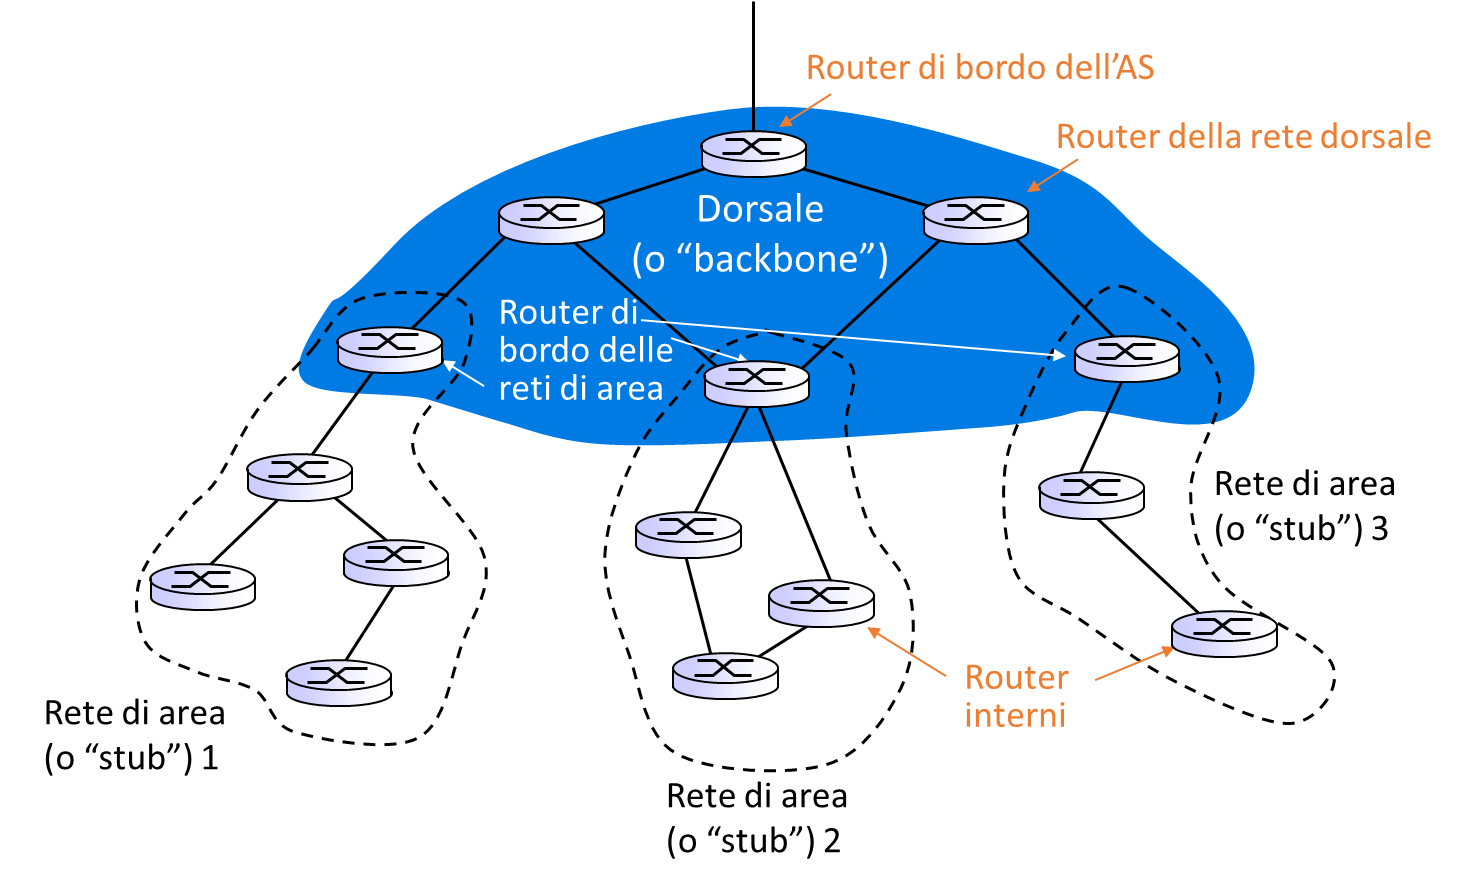 Router di bordo dell’AS
Router della rete dorsale
Dorsale
(o “backbone”)
Router di
bordo delle
reti di area
Rete di area
(o “stub”) 3
Router
interni
Rete di area
(o “stub”) 1
Rete di area
(o “stub”) 2